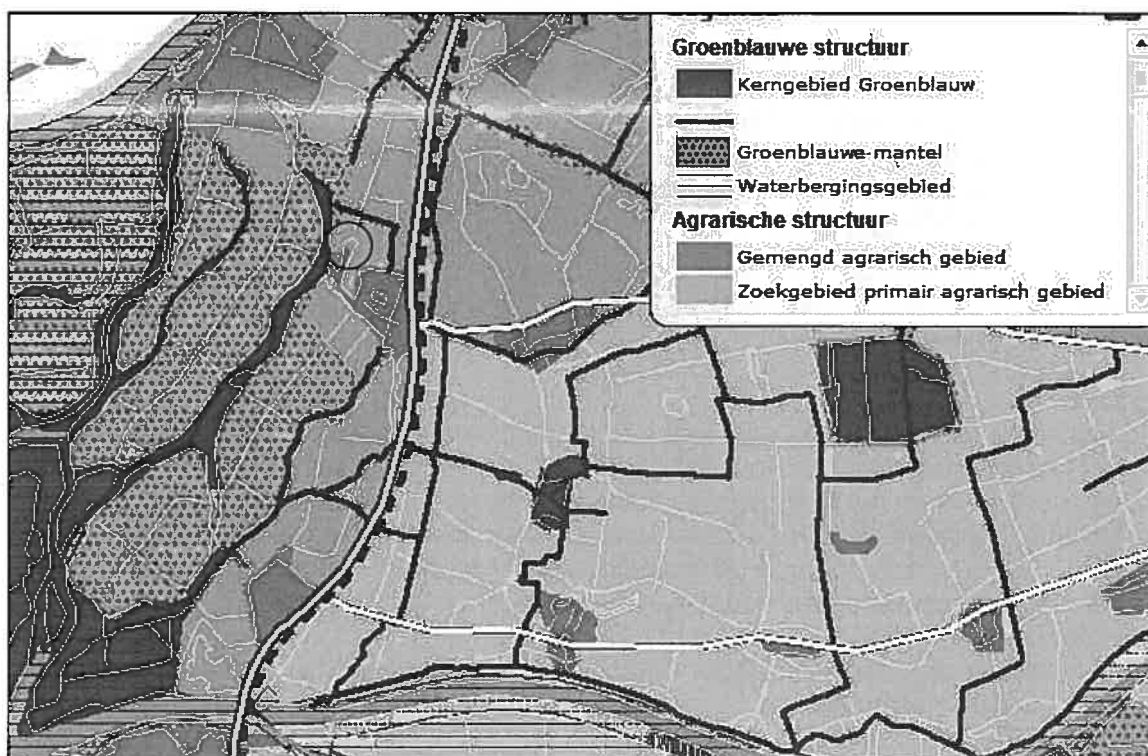 Groenblauwe structuur
Kerngebied Groenblauw
Groenblauwe mantel
Waterbergingsgebied
Agrarische structuur
Gemengd agrarisch gebied
Zoekgebied primair agrarisch gebied